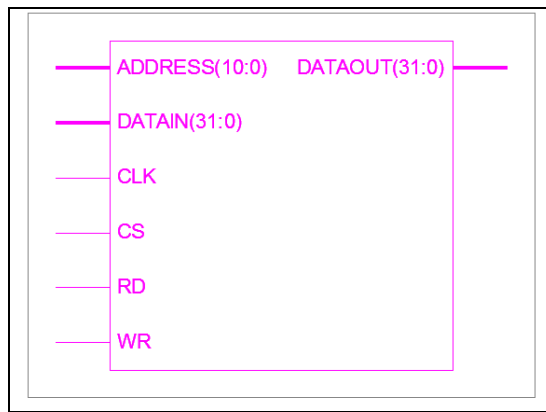 ADDRESS(10:0) DATAOUT(31:0)
DATAIN(31:0)
CLK
CS
RD
WR